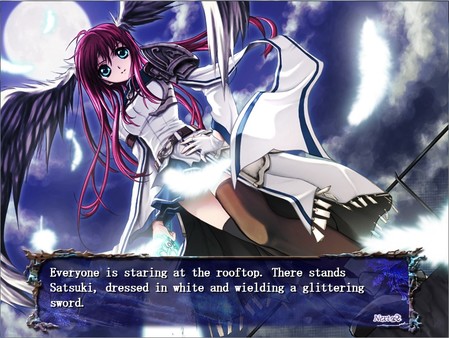 Everyone is staring at the rooftop. There stands
Satsuki, dressed in white and wielding a glittering
sword.
Next